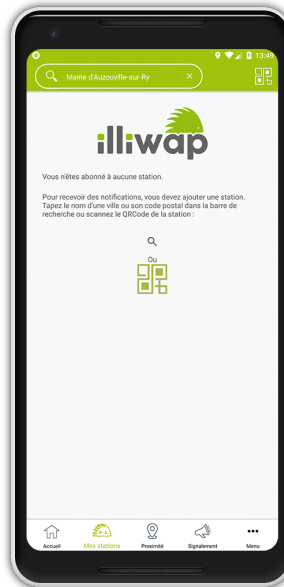 13:49
Mairie d'Auzouville-sur-Ry ×
illiwap
Vous n'êtes abonné à aucune station.
Pour recevoir des notifications, vous devez ajouter une station.
Tapez le nom d'une ville ou son code postal dans la barre de
recherche ou scannez le QRCode de la station :
Ou
A-Z
Accueil Mes stations Proximité Signalement Menu